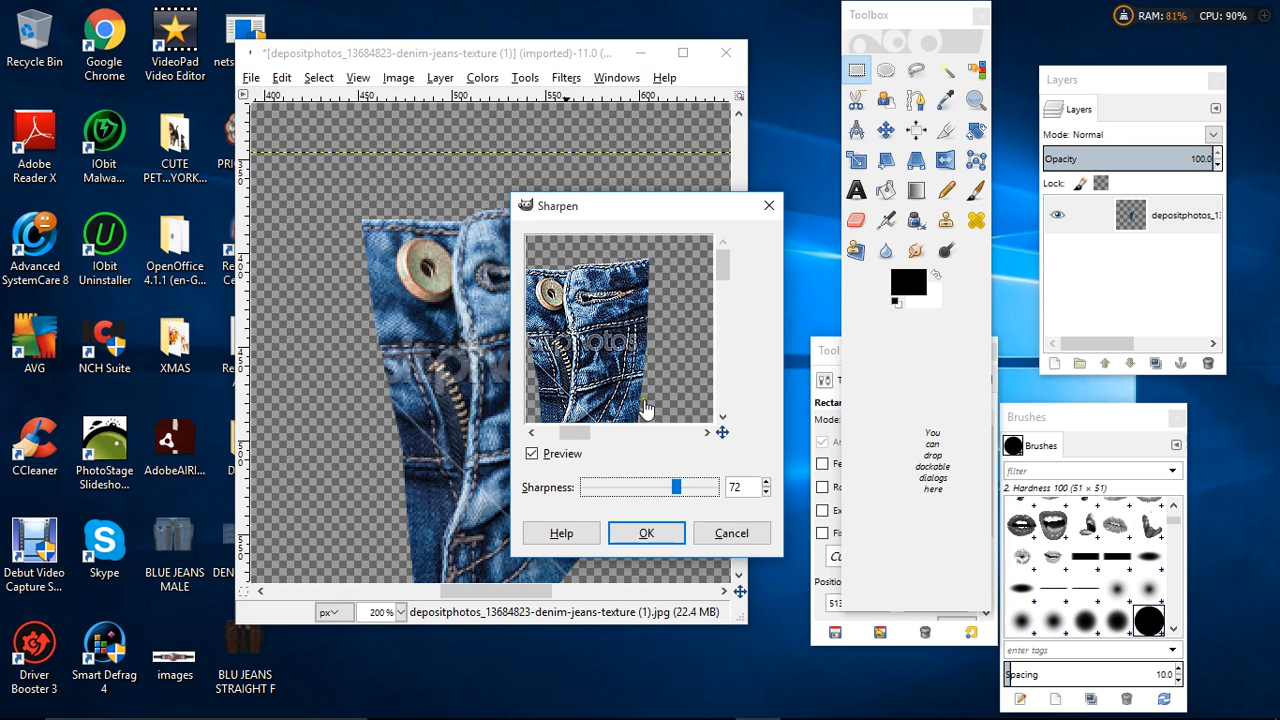 RAM: 81% CPU: 90%
Recycle Bin
Google Chrome
VideoPad Video Editor
Adobe Reader X
IObit Malwa...
CUTE PET...YORK...
Advanced SystemCare 8
IObit Uninstaller
OpenOffice 4.1.1 (en-G...
AVG
NCH Suite
XMAS
CCleaner
PhotoStage Slidesho...
AdobeAIRI...
Debut Video Capture S...
Skype
BLUE JEANS MALE
Driver Booster 3
Smart Defrag 4
images
BLU JEANS STRAIGHT F
*[depositphotos_13684823-denim-jeans-texture (1)] (imported)-11.0 (...
File Edit Select View Image Layer Colors Tools Filters Windows Help
400 500 550 600
px 200 % depositphotos_13684823-denim-jeans-texture (1).jpg (22.4 MB)
Sharpen
Preview
Sharpness: 72
Help OK Cancel
Toolbox
You
can
drop
dockable
dialogs
here
Layers
Layers
Mode: Normal
Opacity 100.0
Lock:
depositphotos_1
Brushes
Brushes
filter
2. Hardness 100 (51 × 51)
enter tags
Spacing 10.0